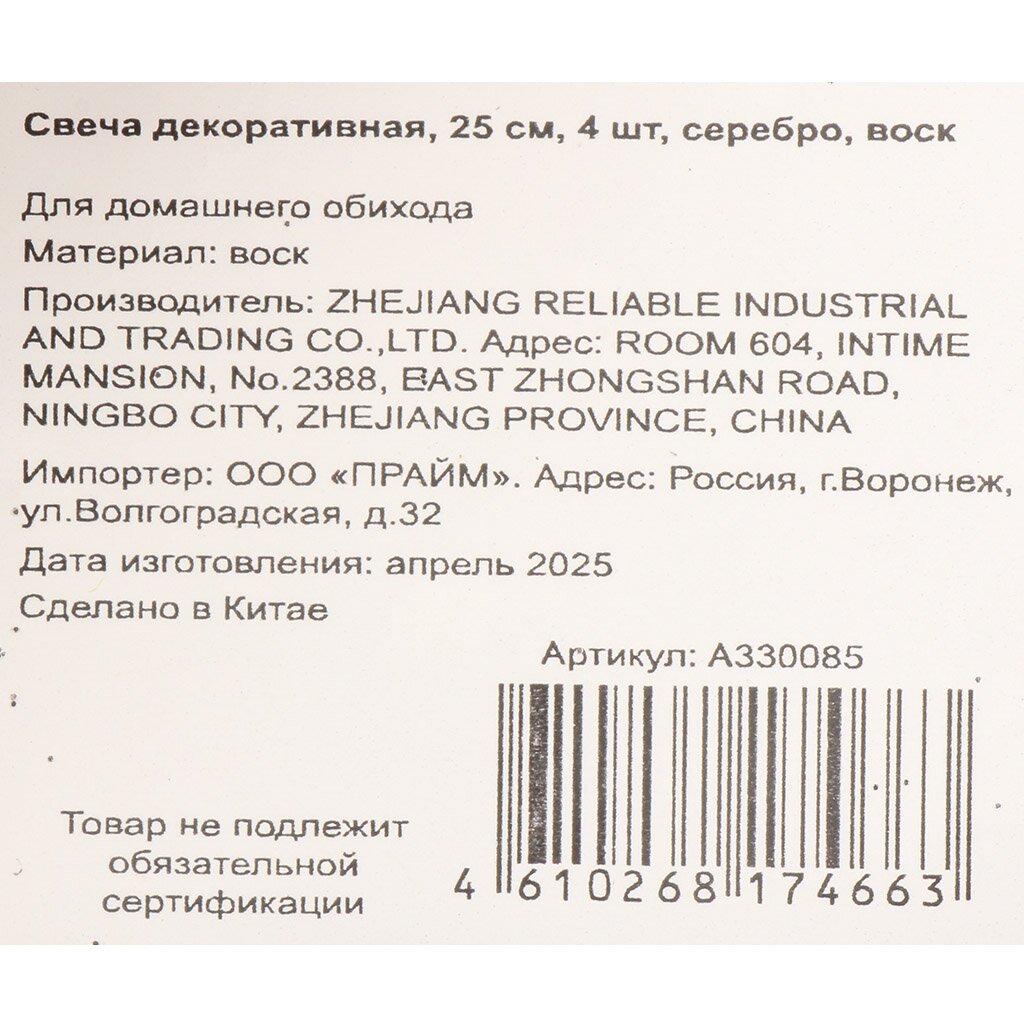 Свеча декоративная, 25 см, 4 шт, серебро, воск
Для домашнего обихода
Материал: воск
Производитель: ZHEJIANG RELIABLE INDUSTRIAL
AND TRADING CO.,LTD. Адрес: ROOM 604, INTIME
MANSION, No.2388, EAST ZHONGSHAN ROAD,
NINGBO CITY, ZHEJIANG PROVINCE, CHINA
Импортер: ООО «ПРАЙМ». Адрес: Россия, г.Воронеж,
ул.Волгоградская, д.32
Дата изготовления: апрель 2025
Сделано в Китае
Артикул: А330085
Товар не подлежит
обязательной
сертификации
4 610268 174663